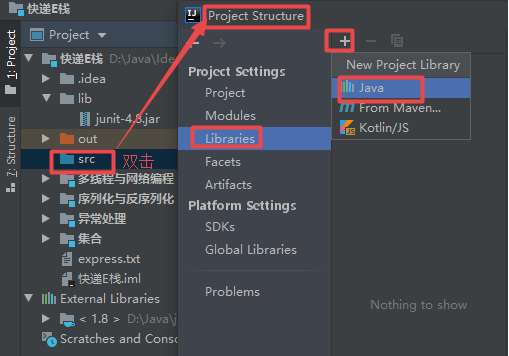 快递E栈
1: Project
7: Structure
Project
快递E栈 D:\Java\Ide
.idea
lib
junit-4.8.jar
out
src 双击
多线程与网络编程
序列化与反序列化
异常处理
集合
express.txt
快递E栈.iml
External Libraries
< 1.8 > D:\Java\j
Scratches and Conso
Project Structure
Project Settings
Project
Modules
Libraries
Facets
Artifacts
Platform Settings
SDKs
Global Libraries
Problems
New Project Library
Java
From Maven...
Kotlin/JS
Nothing to show